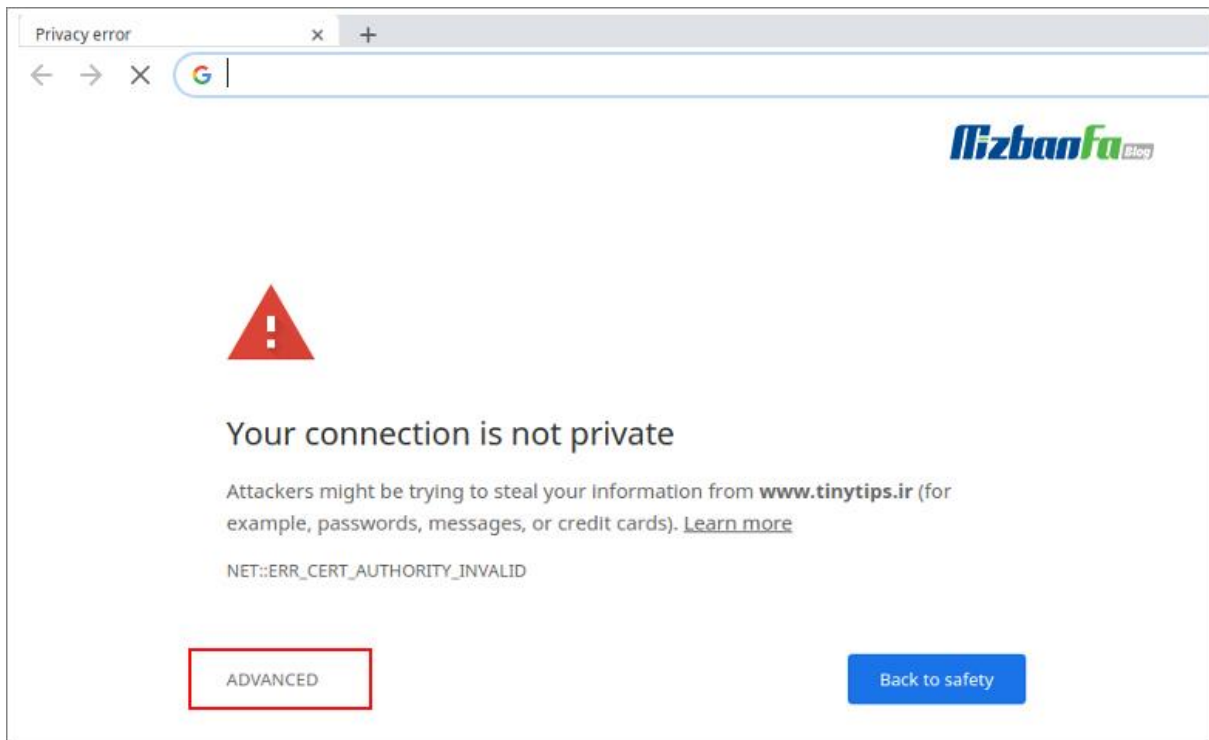 Privacy error
Mizbanfa Blog
Your connection is not private
Attackers might be trying to steal your information from www.tinytips.ir (for
example, passwords, messages, or credit cards). Learn more
NET::ERR_CERT_AUTHORITY_INVALID
ADVANCED
Back to safety